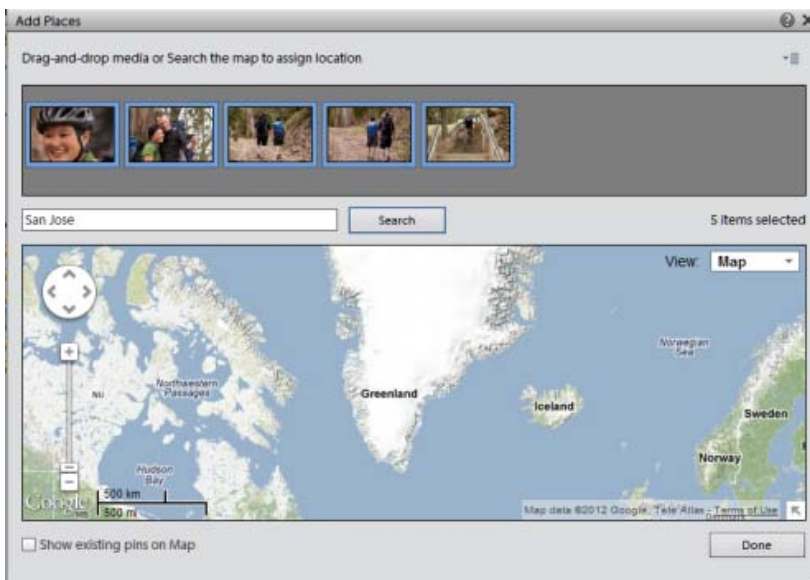 Add Places
Drag-and-drop media or Search the map to assign location
San Jose
Search
5 items selected
View: Map
Norwegian
Sea
Northwestern
Passages
NU
Greenland
Iceland
Sweden
Norway
Hudson
Bay
500 km
500 mi
Google
Map data ©2012 Google, Tele Atlas - Terms of Use
Show existing pins on Map
Done